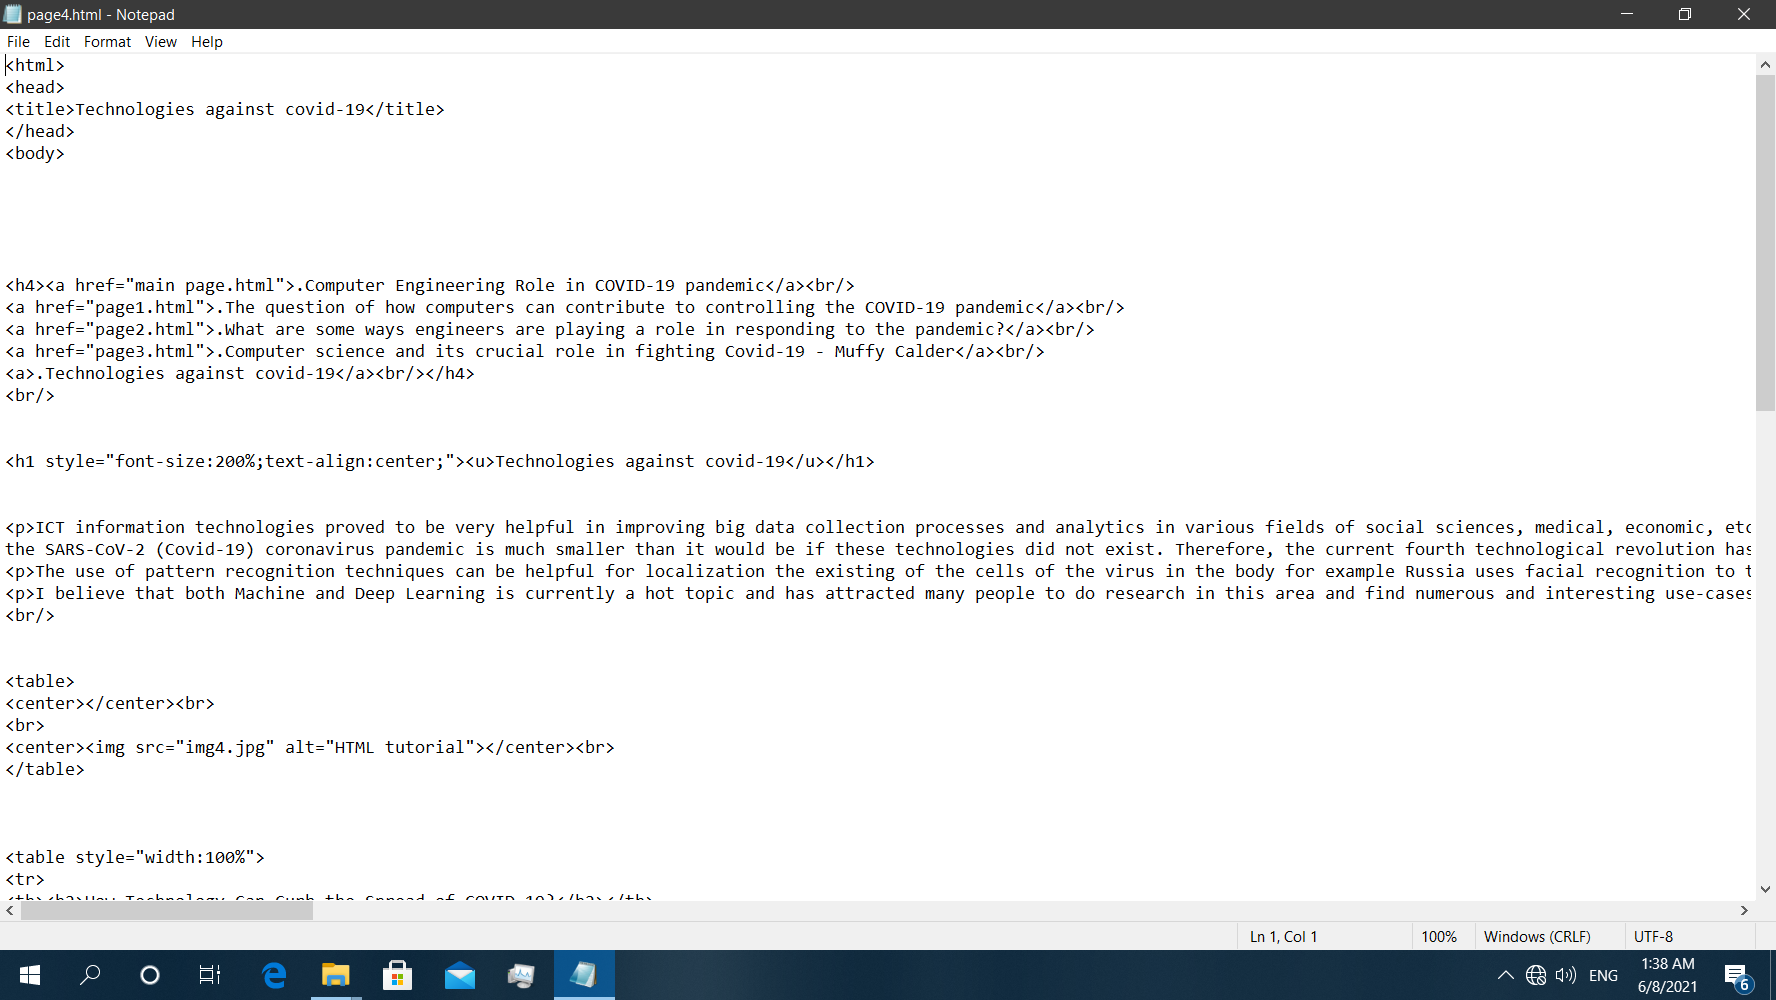 page4.html - Notepad
File Edit Format View Help
<html>
<head>
<title>Technologies against covid-19</title>
</head>
<body>
<h4><a href="main page.html">.Computer Engineering Role in COVID-19 pandemic</a><br/>
<a href="page1.html">.The question of how computers can contribute to controlling the COVID-19 pandemic</a><br/>
<a href="page2.html">.What are some ways engineers are playing a role in responding to the pandemic?</a><br/>
<a href="page3.html">.Computer science and its crucial role in fighting Covid-19 - Muffy Calder</a><br/>
<a>.Technologies against covid-19</a><br/></h4>
<br/>
<h1 style="font-size:200%;text-align:center;"><u>Technologies against covid-19</u></h1>
<p>ICT information technologies proved to be very helpful in improving big data collection processes and analytics in various fields of social sciences, medical, economic, etc
the SARS-CoV-2 (Covid-19) coronavirus pandemic is much smaller than it would be if these technologies did not exist. Therefore, the current fourth technological revolution has
<p>The use of pattern recognition techniques can be helpful for localization the existing of the cells of the virus in the body for example Russia uses facial recognition to t
<p>I believe that both Machine and Deep Learning is currently a hot topic and has attracted many people to do research in this area and find numerous and interesting use-cases
<br/>
<table>
<center></center><br>
<br>
<center><img src="img4.jpg" alt="HTML tutorial"></center><br>
</table>
<table style="width:100%">
<tr>
<th><h2>How Technology Can Curb the Spread of COVID-19?</h2></th>
Ln 1, Col 1 100% Windows (CRLF) UTF-8
ENG 1:38 AM
6/8/2021 6